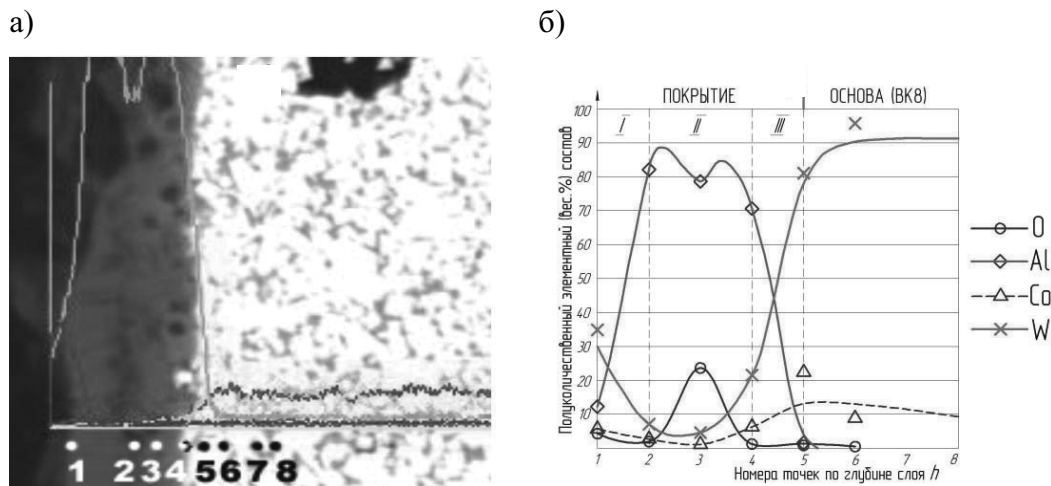 а)
б)
1 2 3 4 5 6 7 8
ПОКРЫТИЕ
ОСНОВА (ВК8)
I
II
III
Полуколичественный элементный (вес.%) состав
100
90
80
70
60
50
40
30
20
10
1 2 3 4 5 6 7 8
Номера точек по глубине слоя h
O
Al
Co
W